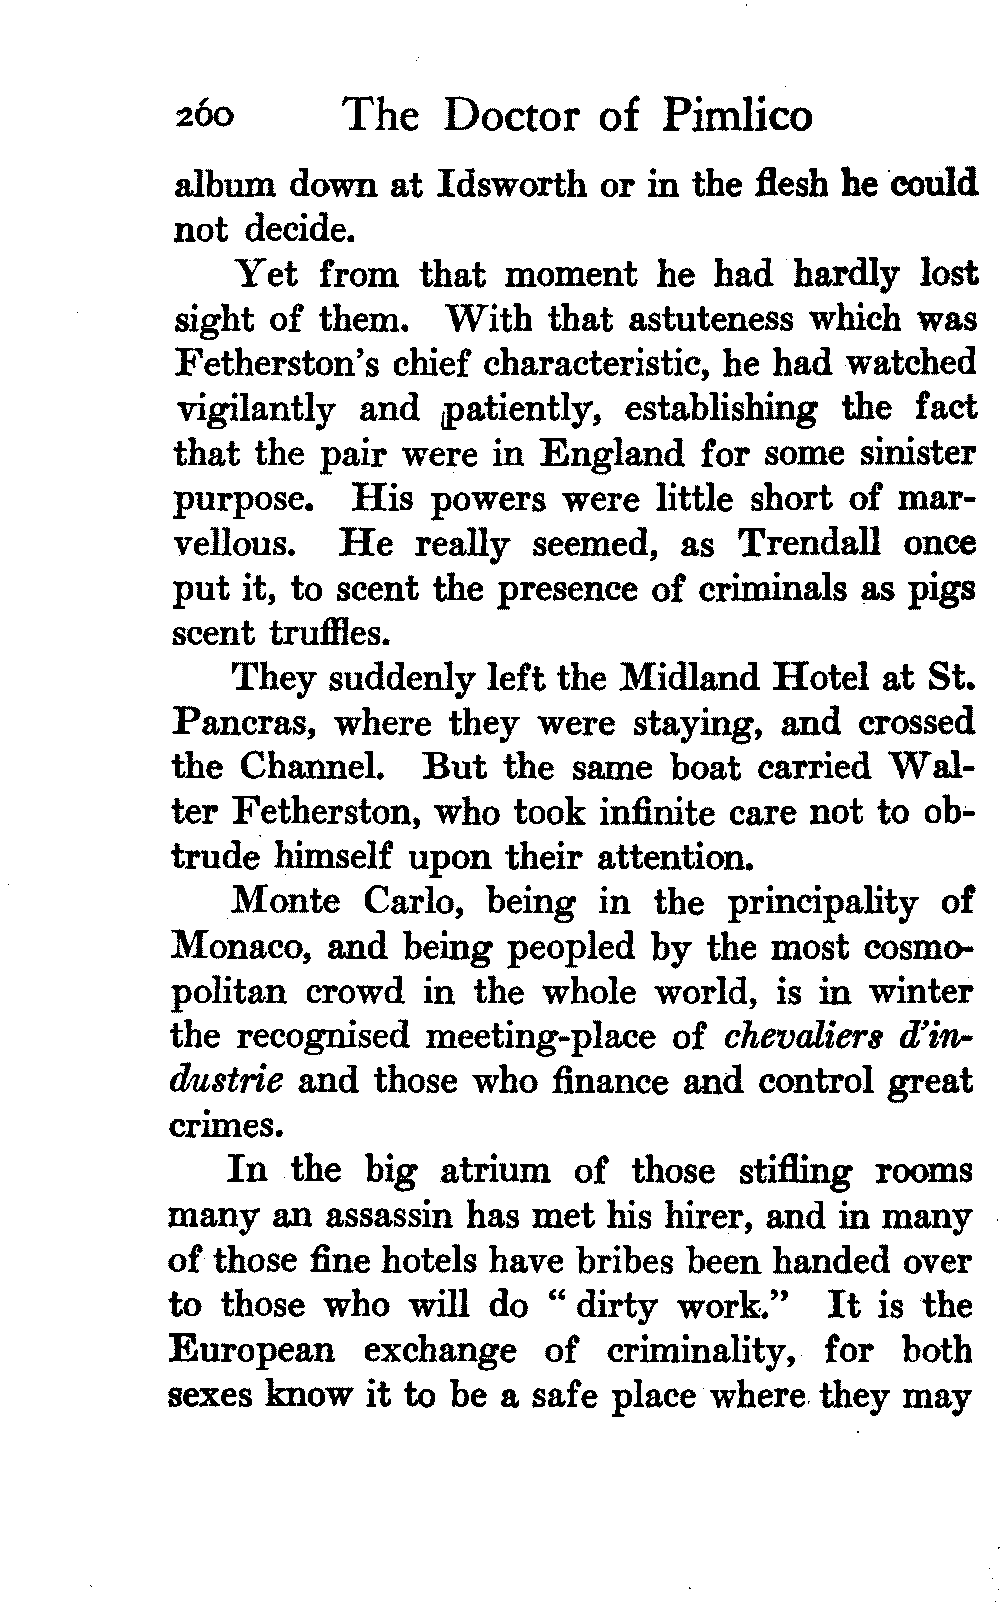 260 The Doctor of Pimlico
album down at Idsworth or in the flesh he could
not decide.
Yet from that moment he had hardly lost
sight of them. With that astuteness which was
Fetherston's chief characteristic, he had watched
vigilantly and patiently, establishing the fact
that the pair were in England for some sinister
purpose. His powers were little short of mar-
vellous. He really seemed, as Trendall once
put it, to scent the presence of criminals as pigs
scent truffles.
They suddenly left the Midland Hotel at St.
Pancras, where they were staying, and crossed
the Channel. But the same boat carried Wal-
ter Fetherston, who took infinite care not to ob-
trude himself upon their attention.
Monte Carlo, being in the principality of
Monaco, and being peopled by the most cosmo-
politan crowd in the whole world, is in winter
the recognised meeting-place of chevaliers d'in-
dustrie and those who finance and control great
crimes.
In the big atrium of those stifling rooms
many an assassin has met his hirer, and in many
of those fine hotels have bribes been handed over
to those who will do " dirty work." It is the
European exchange of criminality, for both
sexes know it to be a safe place where they may